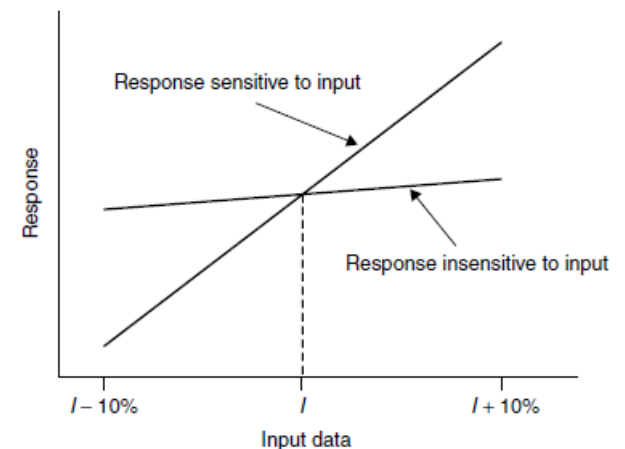 Response sensitive to input
Response
Response insensitive to input
I – 10%
I
I + 10%
Input data